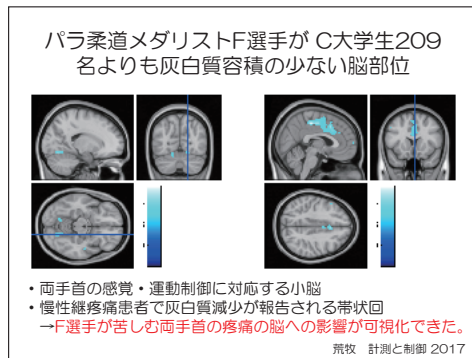 パラ柔道メダリストF選手が C大学生209
名よりも灰白質容積の少ない脳部位
・両手首の感覚・運動制御に対応する小脳
・慢性継疼痛患者で灰白質減少が報告される帯状回
→F選手が苦しむ両手首の疼痛の脳への影響が可視化できた。
荒牧 計測と制御 2017